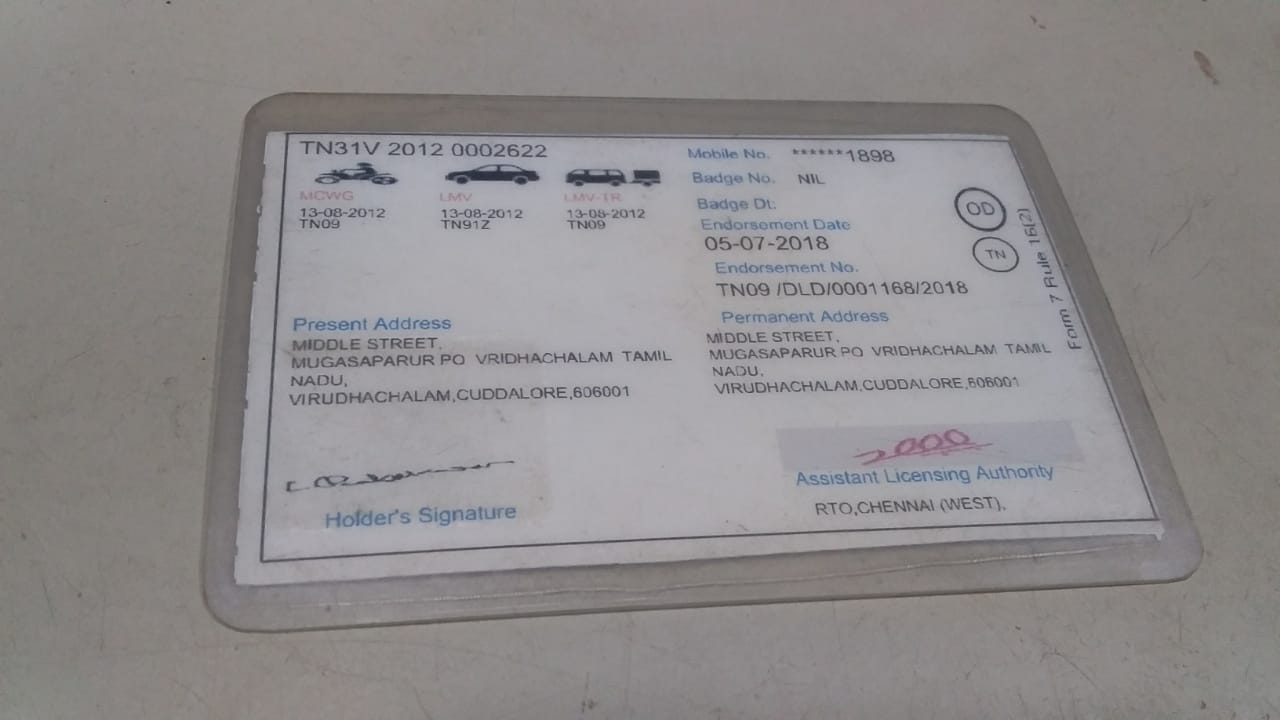 TN31V 2012 0002622
MCWG LMV LMV-TR
13-08-2012 13-08-2012 13-08-2012
TN09 TN91Z TN09
Mobile No. ******1898
Badge No. NIL
Badge Dt:
Endorsement Date
05-07-2018
Endorsement No.
TN09 /DLD/0001168/2018
OD
TN
Form 7 Rule 16(2)
Present Address
MIDDLE STREET,
MUGASAPARUR PO VRIDHACHALAM TAMIL
NADU,
VIRUDHACHALAM,CUDDALORE,606001
Permanent Address
MIDDLE STREET,
MUGASAPARUR PO VRIDHACHALAM TAMIL
NADU,
VIRUDHACHALAM,CUDDALORE,606001
Holder's Signature
Assistant Licensing Authority
RTO,CHENNAI (WEST),